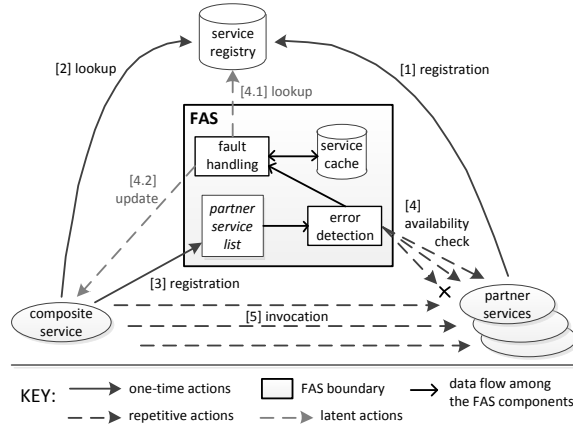 service
registry
[2] lookup
[1] registration
[4.1] lookup
FAS
fault
handling
service
cache
[4.2]
update
partner
service
list
error
detection
[4]
availability
check
[3] registration
composite
service
[5] invocation
partner
services
KEY:
one-time actions
FAS boundary
data flow among
the FAS components
repetitive actions
latent actions